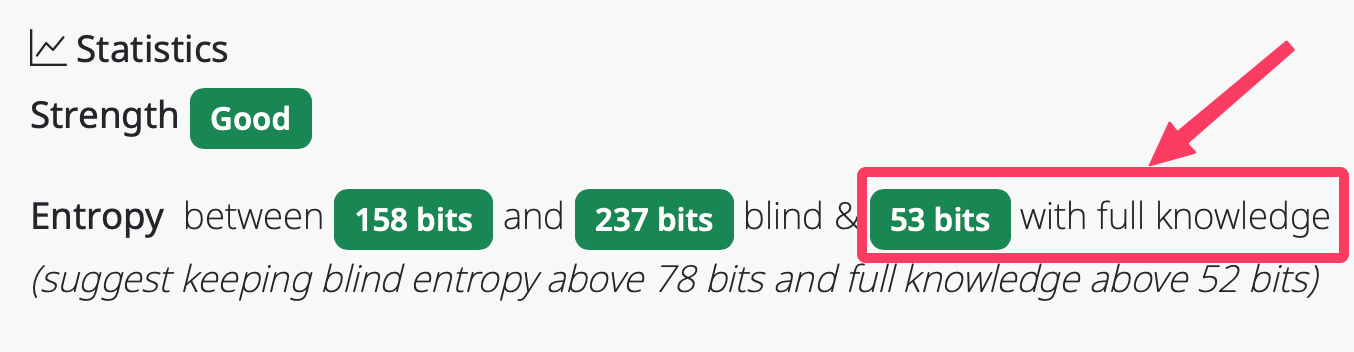 Statistics
Strength Good
Entropy between 158 bits and 237 bits blind & 53 bits with full knowledge
(suggest keeping blind entropy above 78 bits and full knowledge above 52 bits)